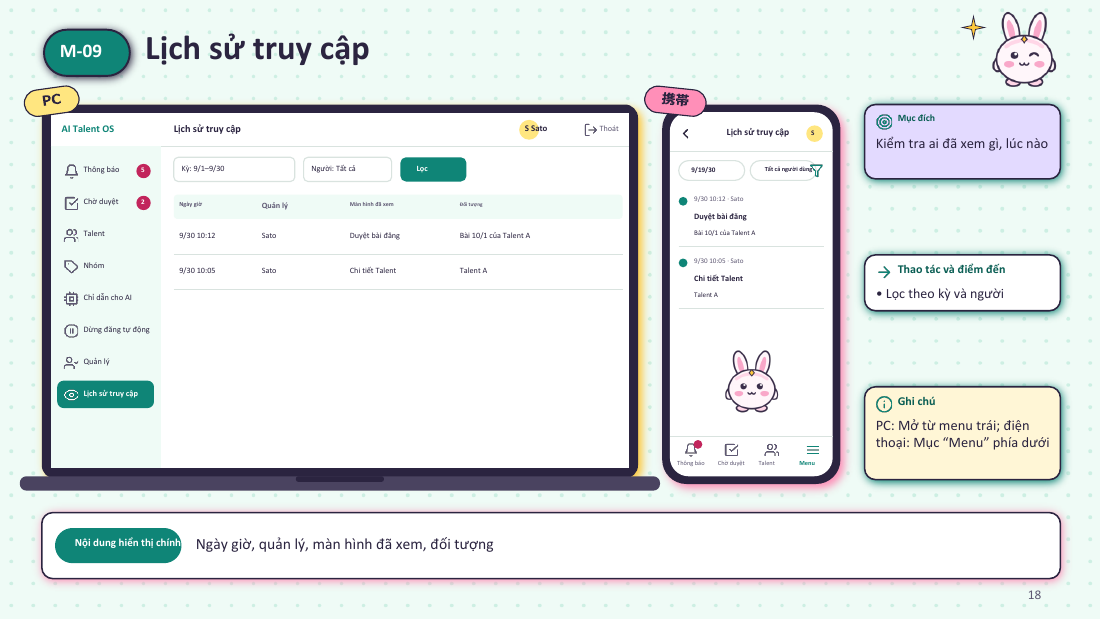 M-09
Lịch sử truy cập
PC
AI Talent OS
Lịch sử truy cập
S Sato
Thoát
Thông báo
5
Chờ duyệt
2
Talent
Nhóm
Chỉ dẫn cho AI
Dừng đăng tự động
Quản lý
Lịch sử truy cập
Kỳ: 9/1–9/30
Người: Tất cả
Lọc
Ngày giờ
Quản lý
Màn hình đã xem
Đối tượng
9/30 10:12
Sato
Duyệt bài đăng
Bài 10/1 của Talent A
9/30 10:05
Sato
Chi tiết Talent
Talent A
携帯
Lịch sử truy cập
S
9/19/30
Tất cả người dùng
9/30 10:12 · Sato
Duyệt bài đăng
Bài 10/1 của Talent A
9/30 10:05 · Sato
Chi tiết Talent
Talent A
Thông báo
Chờ duyệt
Talent
Menu
Mục đích
Kiểm tra ai đã xem gì, lúc nào
Thao tác và điểm đến
• Lọc theo kỳ và người
Ghi chú
PC: Mở từ menu trái; điện
thoại: Mục “Menu” phía dưới
Nội dung hiển thị chính
Ngày giờ, quản lý, màn hình đã xem, đối tượng
18